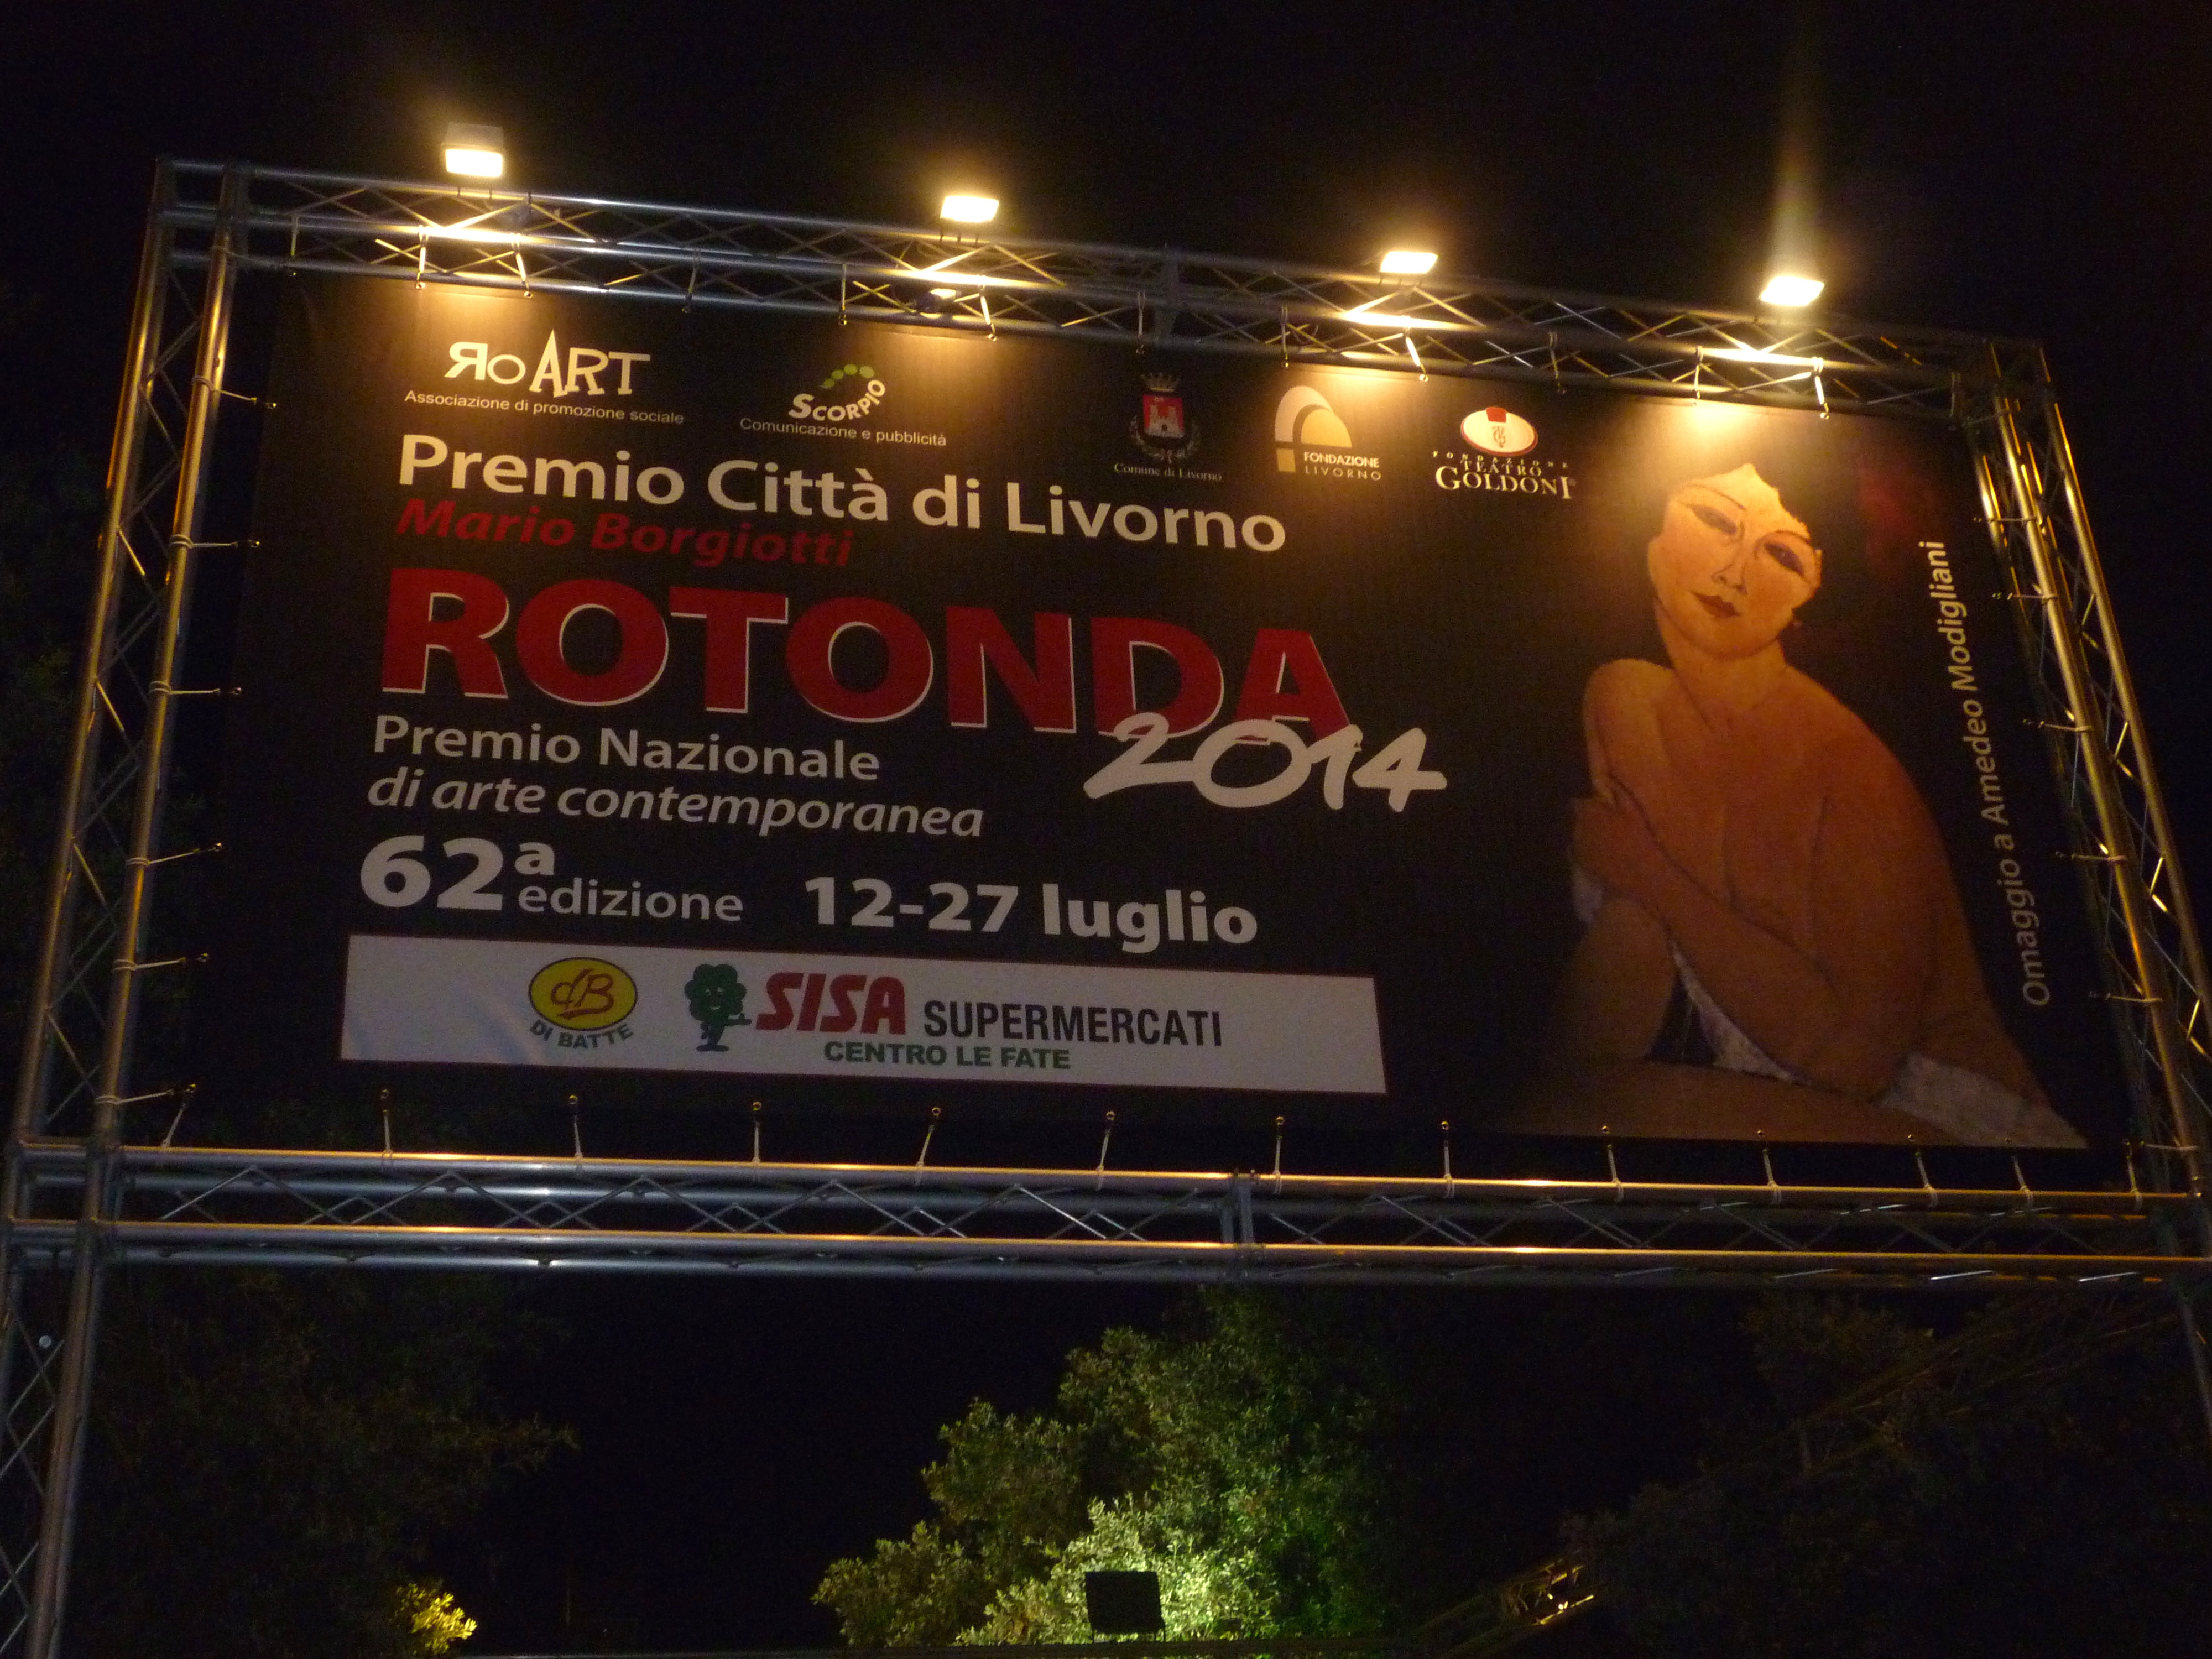 RoART
Associazione di promozione sociale
SCORPIO
Comunicazione e pubblicità
Comune di Livorno
FONDAZIONE
LIVORNO
FONDAZIONE
TEATRO
GOLDONI®
Premio Città di Livorno
Mario Borgiotti
ROTONDA
2014
Premio Nazionale
di arte contemporanea
62a edizione 12-27 luglio
dB
DI BATTE
SISA SUPERMERCATI
CENTRO LE FATE
Omaggio a Amedeo Modigliani